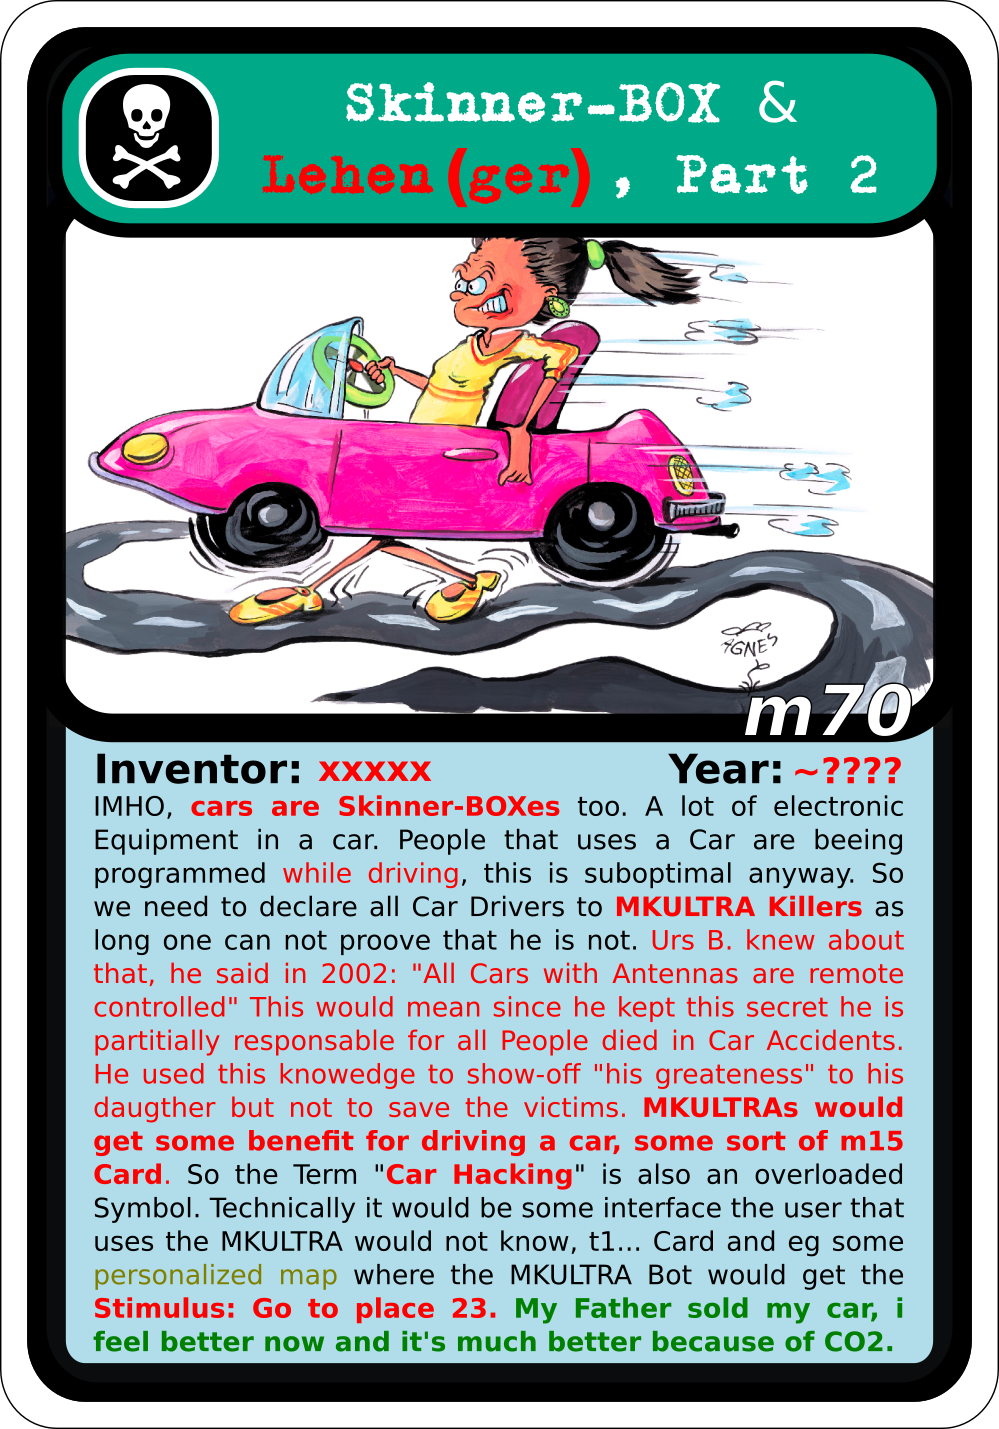 Skinner-BOX &
Lehen(ger), Part 2
AGNES
m70
Inventor: xxxxx Year: ~????
IMHO, cars are Skinner-BOXes too. A lot of electronic
Equipment in a car. People that uses a Car are beeing
programmed while driving, this is suboptimal anyway. So
we need to declare all Car Drivers to MKULTRA Killers as
long one can not proove that he is not. Urs B. knew about
that, he said in 2002: "All Cars with Antennas are remote
controlled" This would mean since he kept this secret he is
partitially responsable for all People died in Car Accidents.
He used this knowedge to show-off "his greateness" to his
daugther but not to save the victims. MKULTRAs would
get some benefit for driving a car, some sort of m15
Card. So the Term "Car Hacking" is also an overloaded
Symbol. Technically it would be some interface the user that
uses the MKULTRA would not know, t1... Card and eg some
personalized map where the MKULTRA Bot would get the
Stimulus: Go to place 23. My Father sold my car, i
feel better now and it's much better because of CO2.